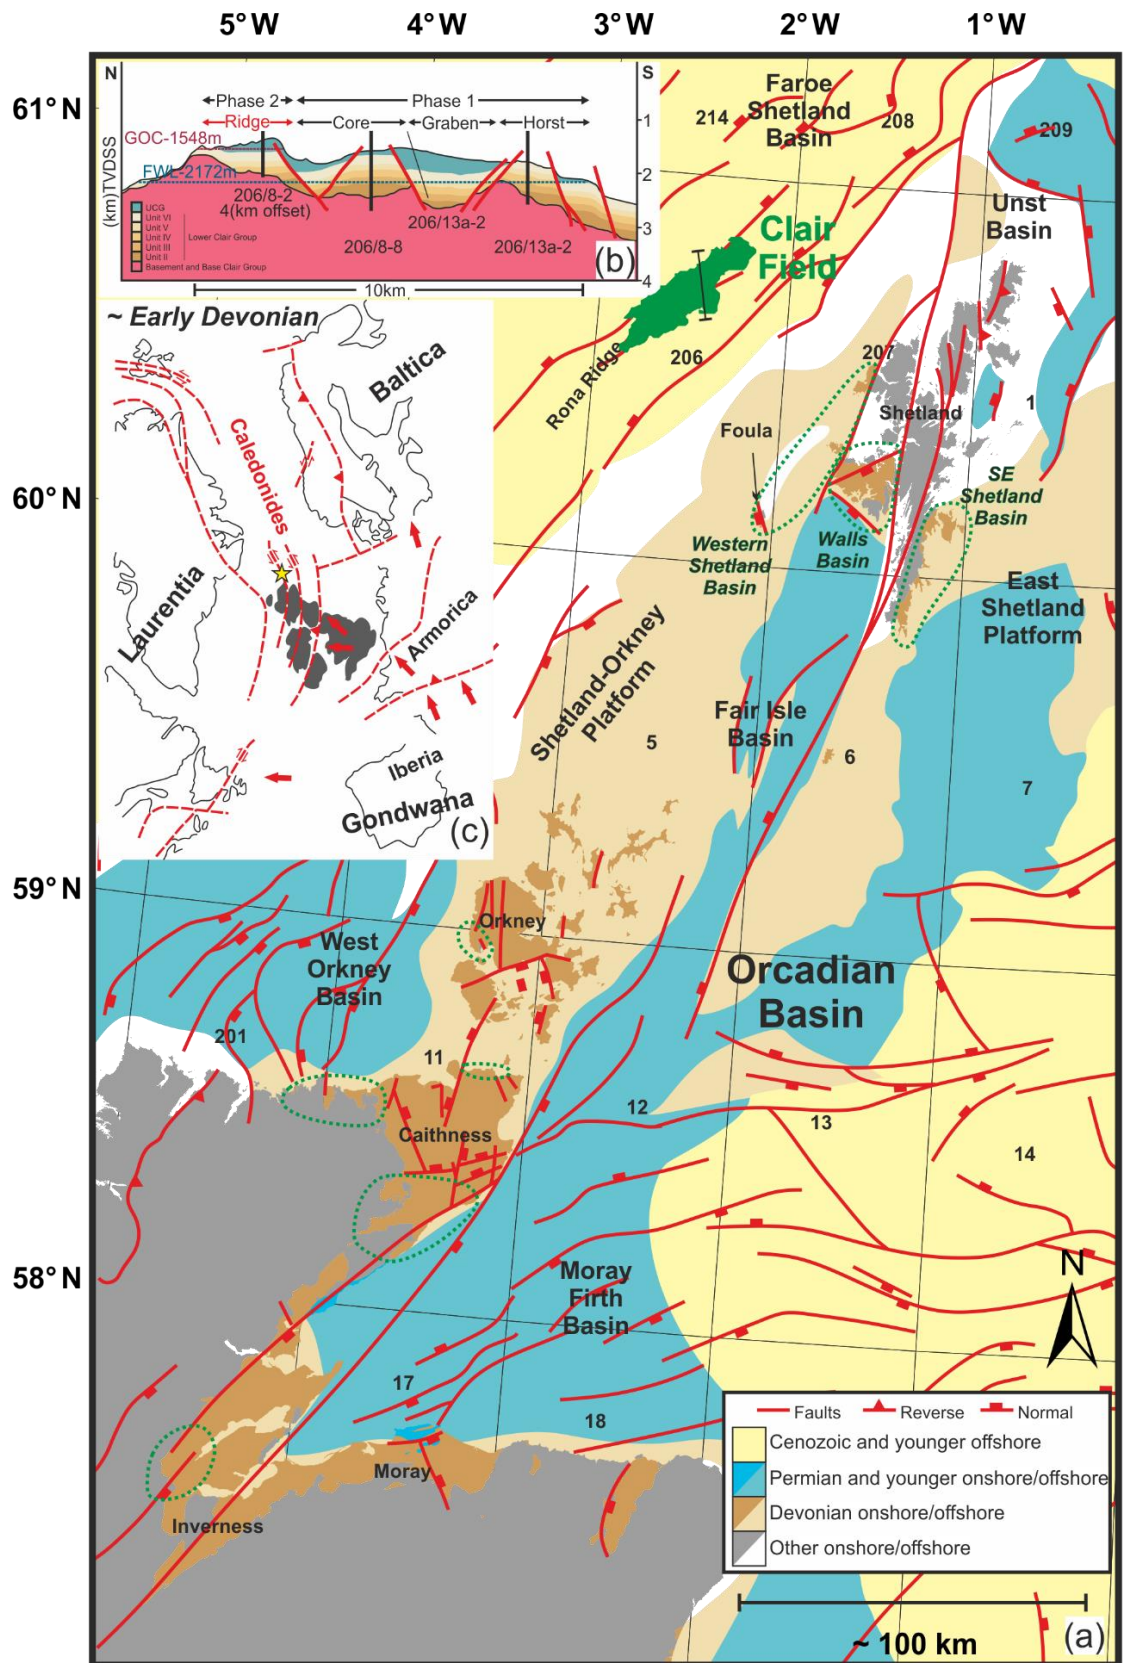 5°W 4°W 3°W 2°W 1°W
61°N
60°N
59°N
58°N
N S
Phase 2 Phase 1
Ridge Core Graben Horst
GOC-1548m
FWL-2172m
(km)TVDSS
1
2
3
4
206/8-2
4(km offset)
206/8-8
206/13a-2
206/13a-2
UCG
Unit VI
Unit V
Unit IV
Unit III
Unit II
Lower Clair Group
Basement and Base Clair Group
10km
(b)
~ Early Devonian
Baltica
Caledonides
Laurentia
Armorica
Iberia
Gondwana
(c)
Faroe
Shetland
Basin
214
208
209
Unst
Basin
Clair
Field
Rona Ridge
206
207
Shetland
1
Foula
SE
Shetland
Basin
Western
Shetland
Basin
Walls
Basin
East
Shetland
Platform
Shetland-Orkney
Platform
Fair Isle
Basin
5
6
7
Orkney
West
Orkney
Basin
Orcadian
Basin
201
11
12
13
14
Caithness
Moray
Firth
Basin
N
17
18
Moray
Inverness
Faults Reverse Normal
Cenozoic and younger offshore
Permian and younger onshore/offshore
Devonian onshore/offshore
Other onshore/offshore
~ 100 km
(a)